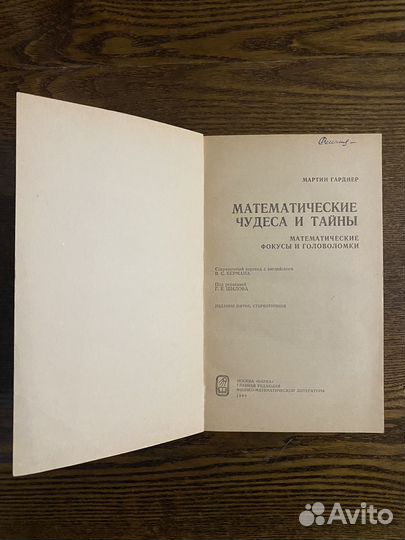 МАРТИН ГАРДНЕР
МАТЕМАТИЧЕСКИЕ
ЧУДЕСА И ТАЙНЫ
МАТЕМАТИЧЕСКИЕ
ФОКУСЫ И ГОЛОВОЛОМКИ
Сокращенный перевод с английского
В. С. БЕРМАНА
Под редакцией
Г. Е. ШИЛОВА
ИЗДАНИЕ ПЯТОЕ, СТЕРЕОТИПНОЕ
МОСКВА «НАУКА»
ГЛАВНАЯ РЕДАКЦИЯ
ФИЗИКО-МАТЕМАТИЧЕСКОЙ ЛИТЕРАТУРЫ
Avito